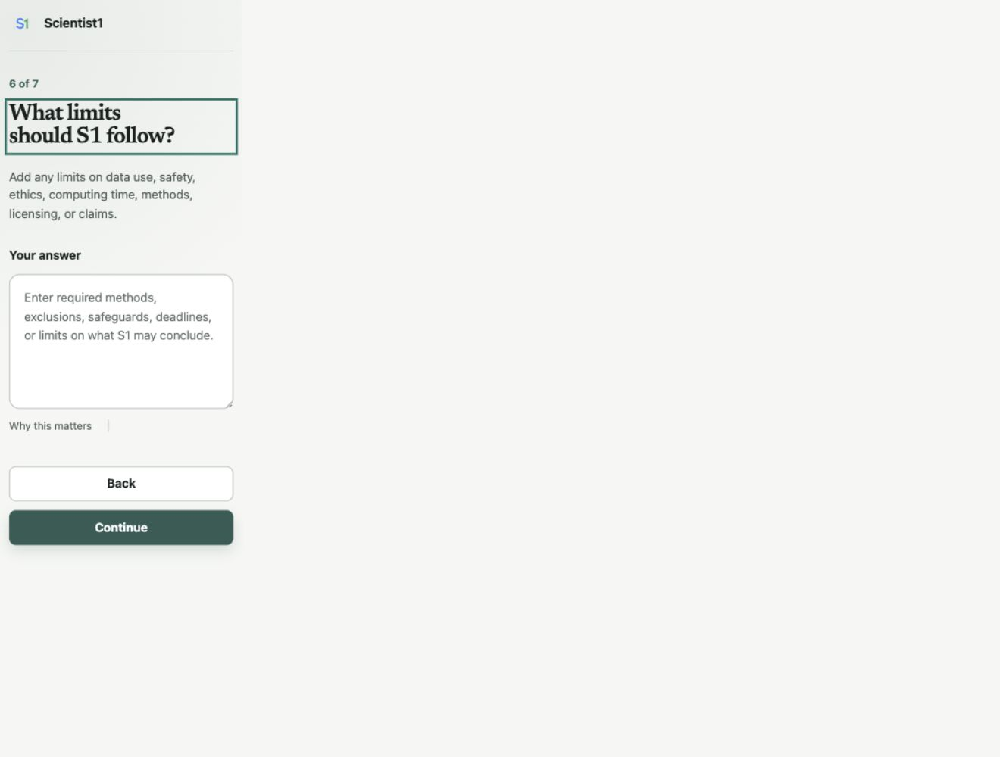 S1 Scientist1
6 of 7
What limits
should S1 follow?
Add any limits on data use, safety,
ethics, computing time, methods,
licensing, or claims.
Your answer
Enter required methods,
exclusions, safeguards, deadlines,
or limits on what S1 may conclude.
Why this matters
Back
Continue